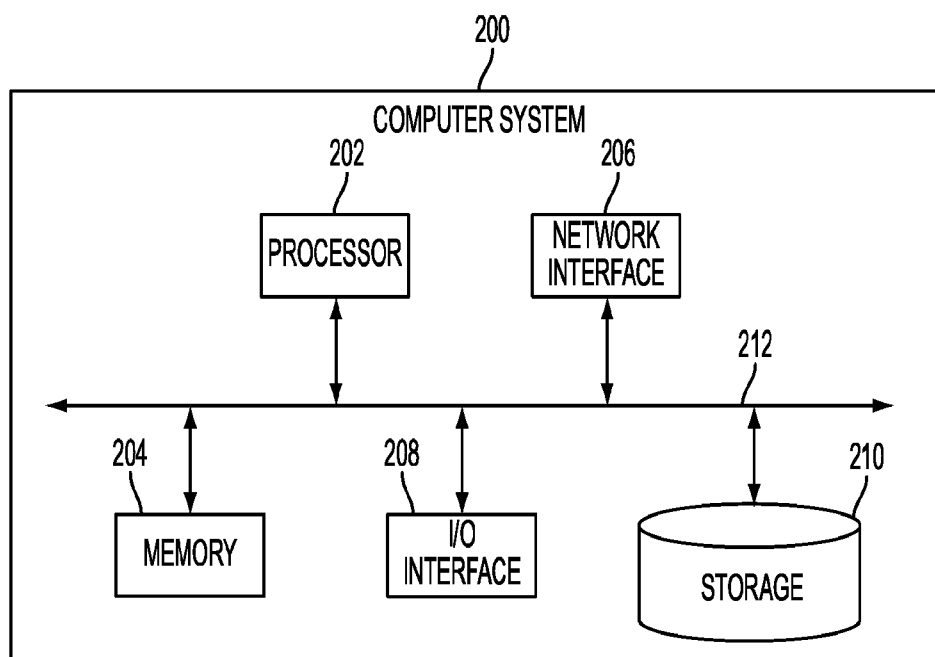 200
COMPUTER SYSTEM
202
206
PROCESSOR
NETWORK
INTERFACE
212
204
208
210
MEMORY
I/O
INTERFACE
STORAGE